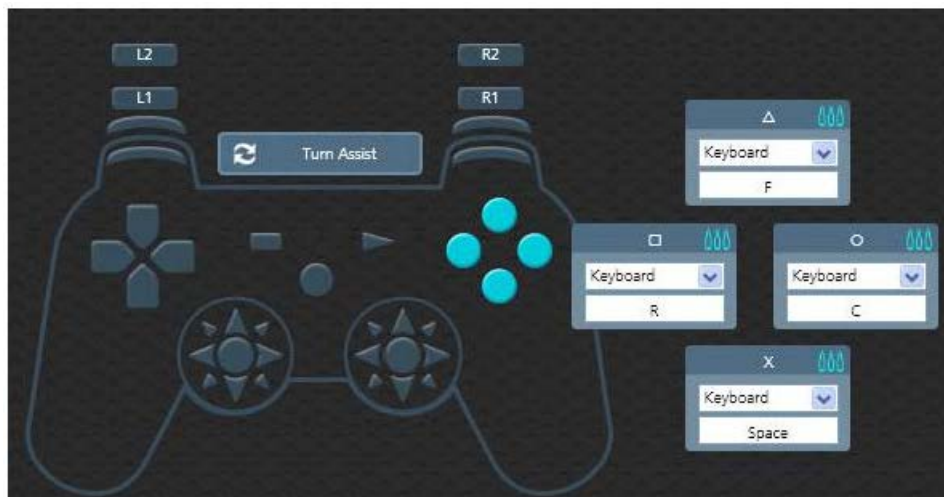 L2
R2
L1
R1
Turn Assist
△
Keyboard
F
□
Keyboard
R
○
Keyboard
C
X
Keyboard
Space